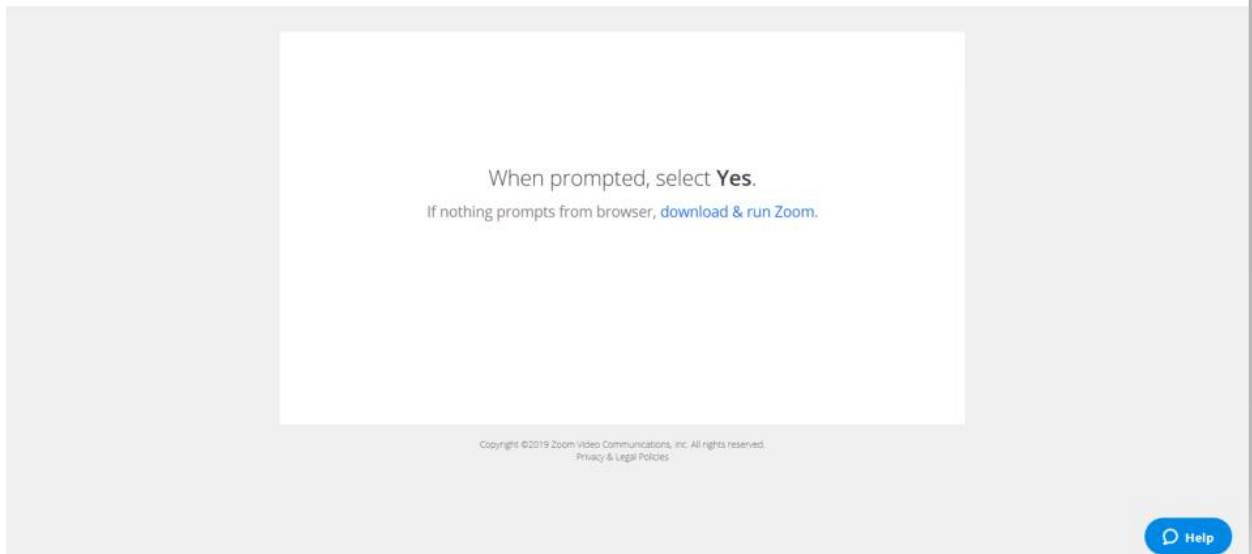 When prompted, select Yes.
If nothing prompts from browser, download & run Zoom.
Copyright ©2019 Zoom Video Communications, Inc. All rights reserved.
Privacy & Legal Policies
Help